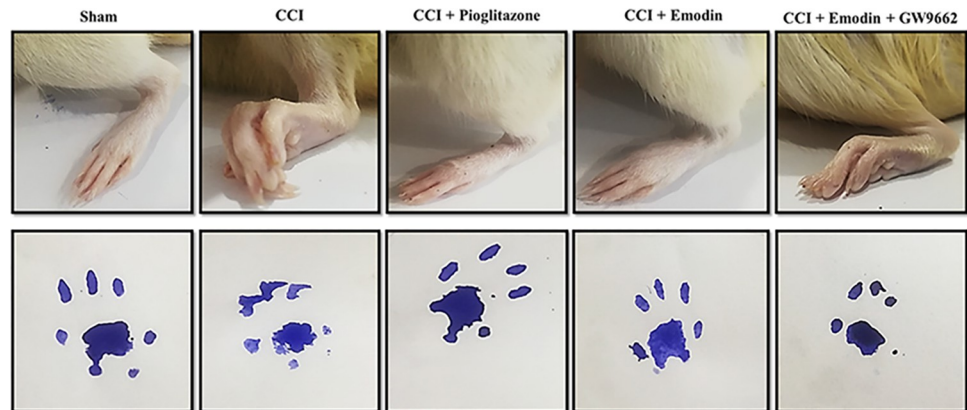 Sham
CCI
CCI + Pioglitazone
CCI + Emodin
CCI + Emodin + GW9662